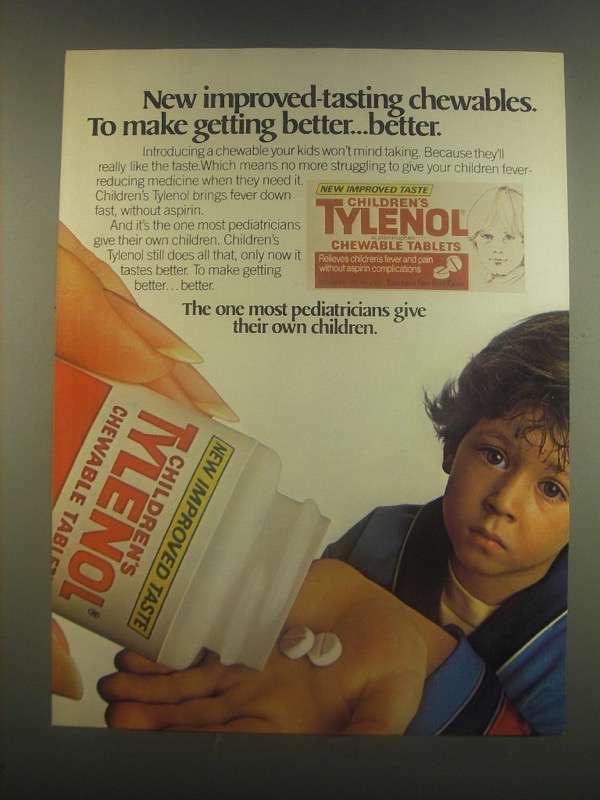 New improved-tasting chewables.
To make getting better...better.
Introducing a chewable your kids won't mind taking. Because they'll
really like the taste. Which means no more struggling to give your children fever-
reducing medicine when they need it.
Children's Tylenol brings fever down
fast, without aspirin.
And it's the one most pediatricians
give their own children. Children's
Tylenol still does all that, only now it
tastes better. To make getting
better...better.
NEW IMPROVED TASTE
CHILDREN'S
TYLENOL
CHEWABLE TABLETS
Relieves children's fever and pain
without aspirin complications
The one most pediatricians give
their own children.
NEW IMPROVED TASTE
CHILDREN'S
TYLENOL®
CHEWABLE TABLE